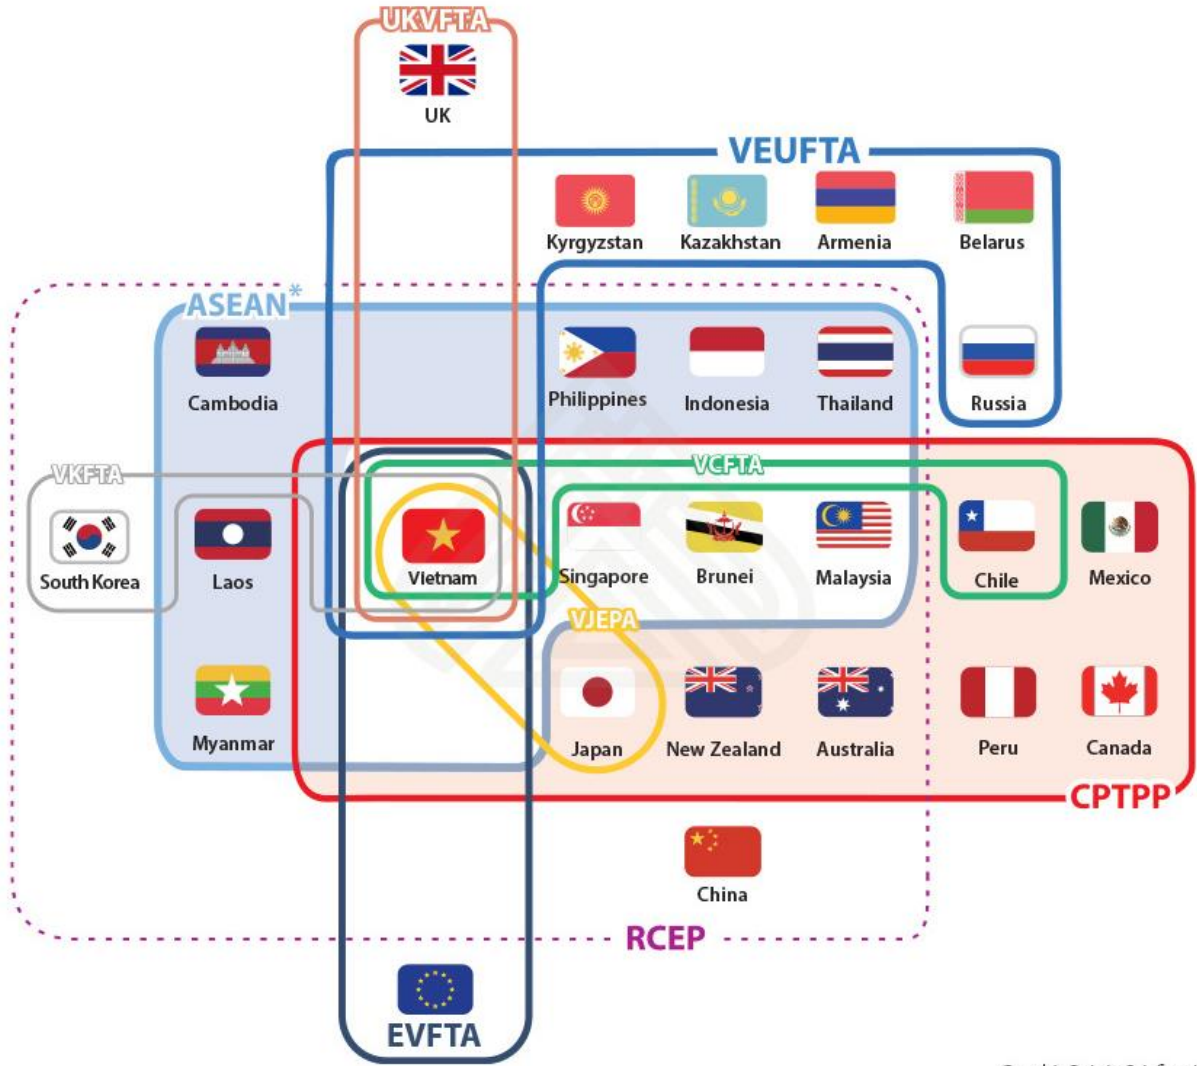 UKVFTA
UK
VEUFTA
Kyrgyzstan Kazakhstan Armenia Belarus
ASEAN*
Cambodia Philippines Indonesia Thailand Russia
VKFTA VCFTA
South Korea Laos Vietnam Singapore Brunei Malaysia Chile Mexico
VJEPA
Myanmar Japan New Zealand Australia Peru Canada
CPTPP
China
RCEP
EVFTA